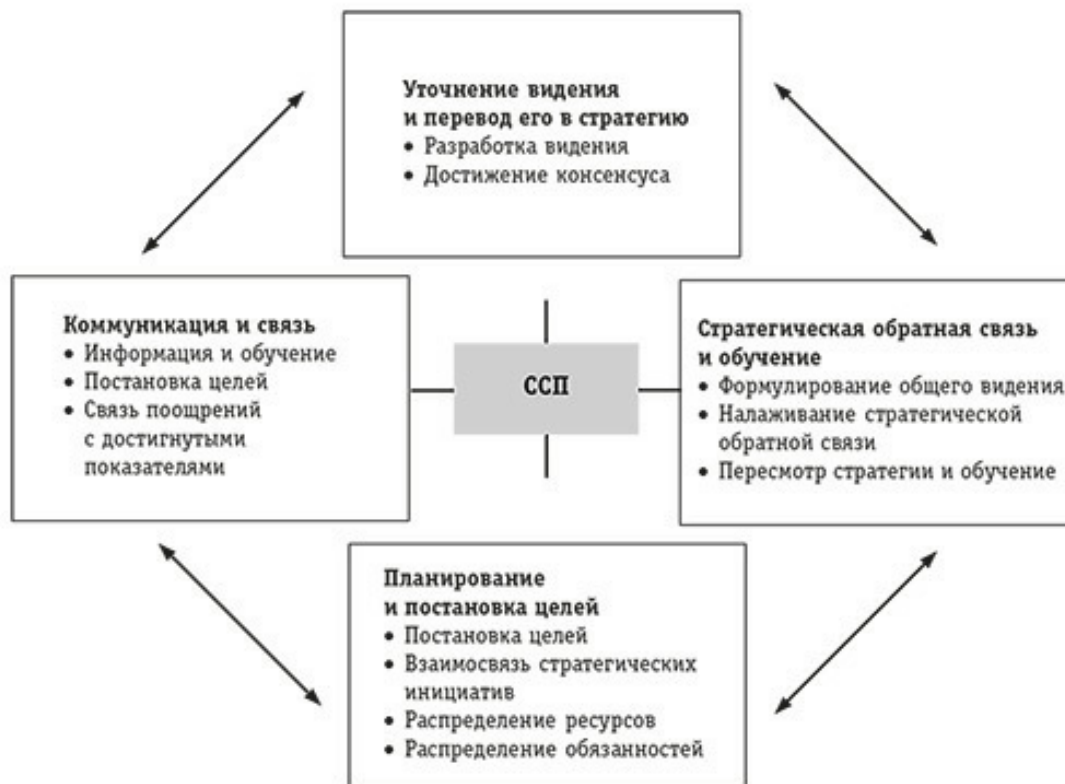 Уточнение видения
и перевод его в стратегию
• Разработка видения
• Достижение консенсуса
Коммуникация и связь
• Информация и обучение
• Постановка целей
• Связь поощрений
с достигнутыми
показателями
ССП
Стратегическая обратная связь
и обучение
• Формулирование общего видения
• Налаживание стратегической
обратной связи
• Пересмотр стратегии и обучение
Планирование
и постановка целей
• Постановка целей
• Взаимосвязь стратегических
инициатив
• Распределение ресурсов
• Распределение обязанностей